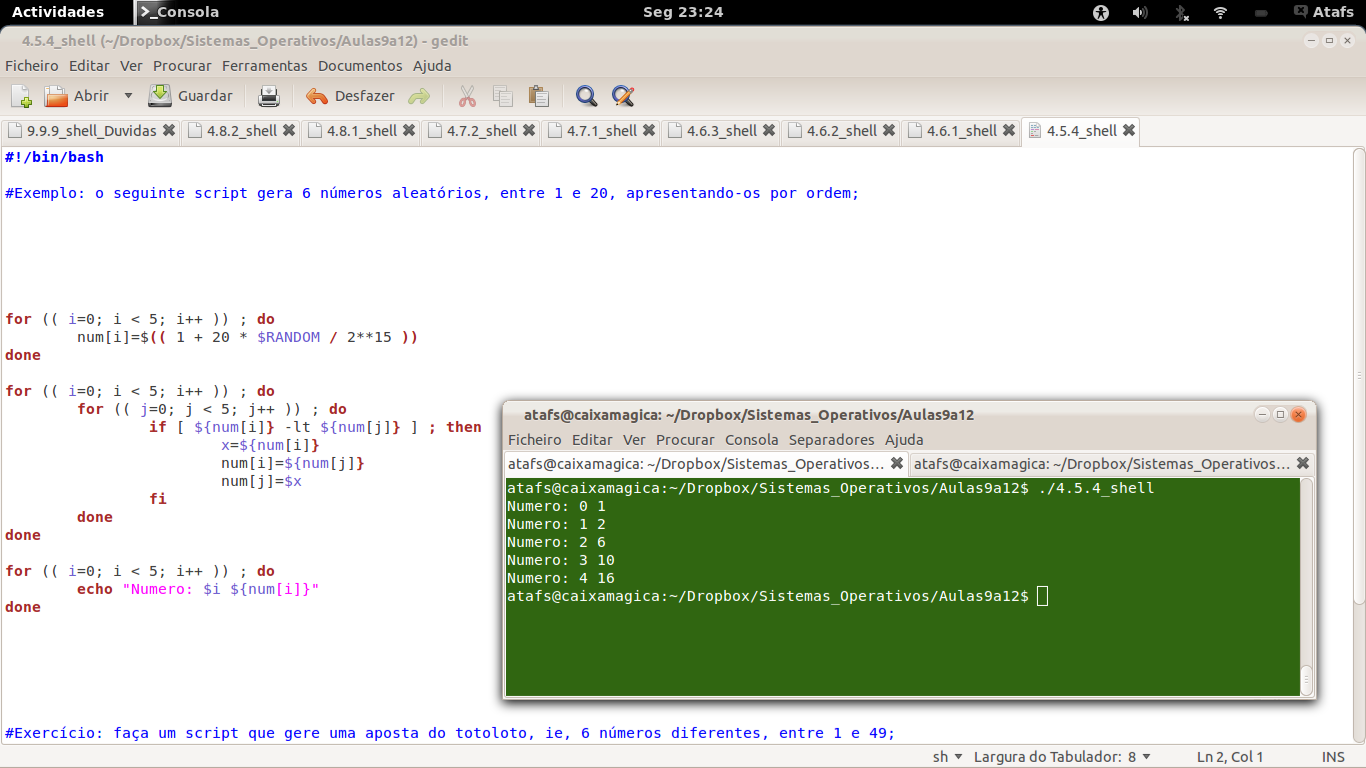 Actividades
>_Consola
Seg 23:24
Atafs
4.5.4_shell (~/Dropbox/Sistemas_Operativos/Aulas9a12) - gedit
Ficheiro Editar Ver Procurar Ferramentas Documentos Ajuda
Abrir Guardar Desfazer
9.9.9_shell_Duvidas 4.8.2_shell 4.8.1_shell 4.7.2_shell 4.7.1_shell 4.6.3_shell 4.6.2_shell 4.6.1_shell 4.5.4_shell
#!/bin/bash
#Exemplo: o seguinte script gera 6 números aleatórios, entre 1 e 20, apresentando-os por ordem;
for (( i=0; i < 5; i++ )) ; do
num[i]=$(( 1 + 20 * $RANDOM / 2**15 ))
done
for (( i=0; i < 5; i++ )) ; do
for (( j=0; j < 5; j++ )) ; do
if [ ${num[i]} -lt ${num[j]} ] ; then
x=${num[i]}
num[i]=${num[j]}
num[j]=$x
fi
done
done
for (( i=0; i < 5; i++ )) ; do
echo "Numero: $i ${num[i]}"
done
#Exercício: faça um script que gere uma aposta do totoloto, ie, 6 números diferentes, entre 1 e 49;
atafs@caixamagica: ~/Dropbox/Sistemas_Operativos/Aulas9a12
Ficheiro Editar Ver Procurar Consola Separadores Ajuda
atafs@caixamagica: ~/Dropbox/Sistemas_Operativos... atafs@caixamagica: ~/Dropbox/Sistemas_Operativos...
atafs@caixamagica:~/Dropbox/Sistemas_Operativos/Aulas9a12$ ./4.5.4_shell
Numero: 0 1
Numero: 1 2
Numero: 2 6
Numero: 3 10
Numero: 4 16
atafs@caixamagica:~/Dropbox/Sistemas_Operativos/Aulas9a12$
sh Largura do Tabulador: 8 Ln 2, Col 1 INS